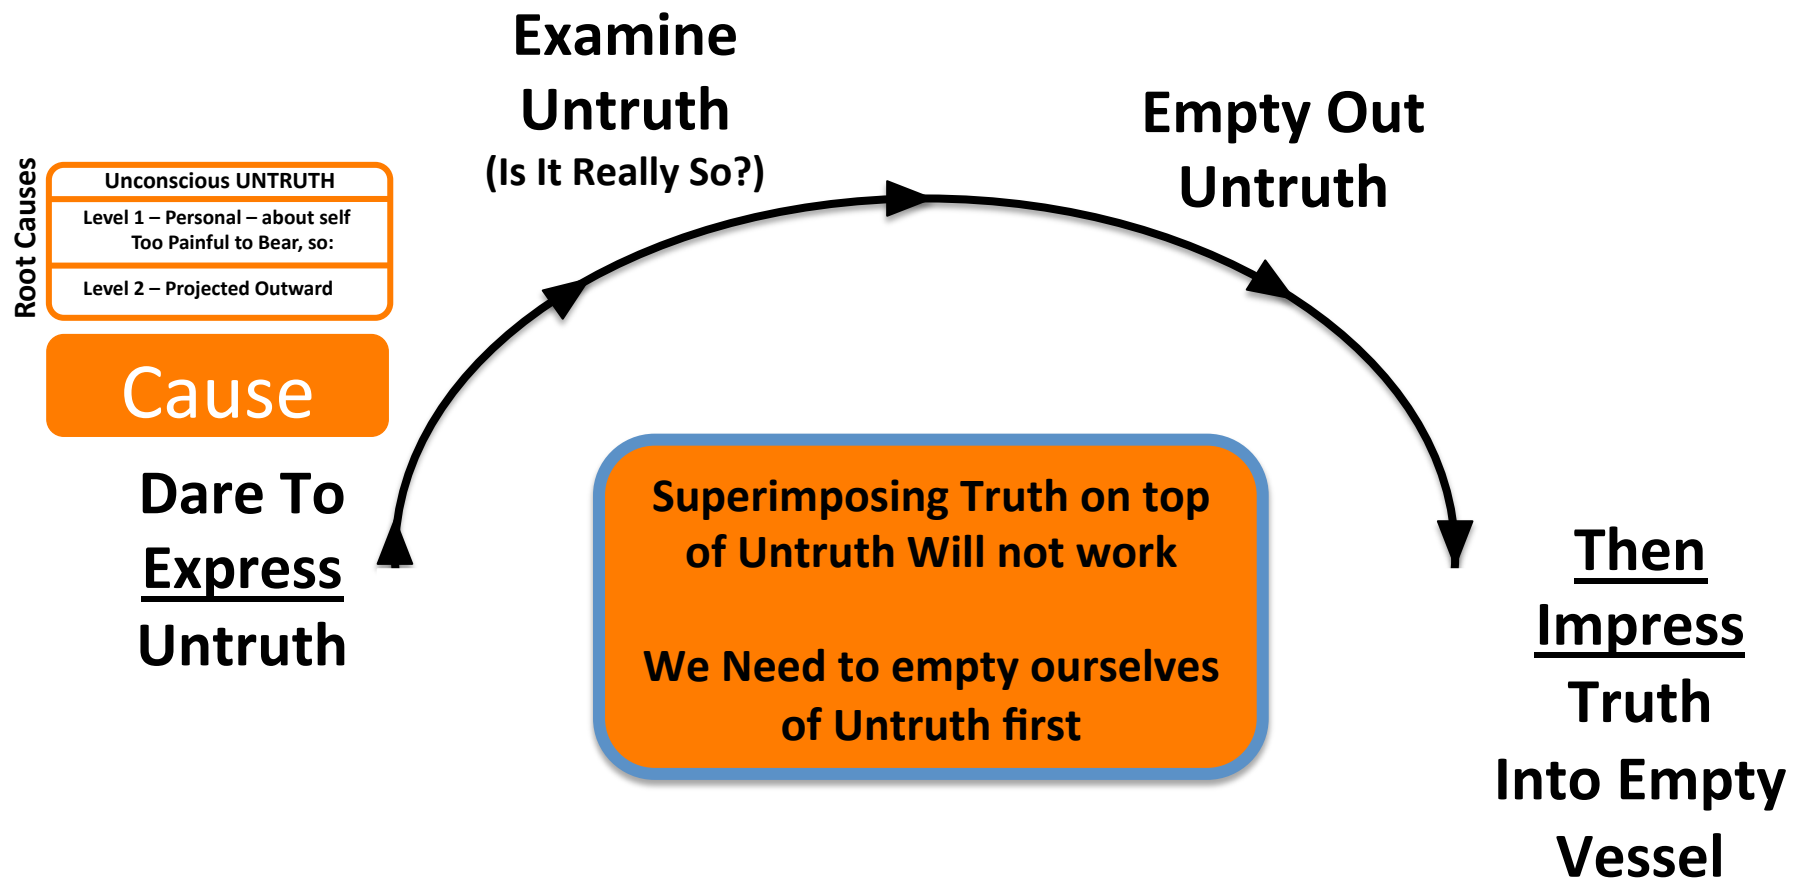 Examine
Untruth
(Is It Really So?)
Empty Out
Untruth
Root Causes
Unconscious UNTRUTH
Level 1 – Personal – about self
Too Painful to Bear, so:
Level 2 – Projected Outward
Cause
Dare To
Express
Untruth
Superimposing Truth on top
of Untruth Will not work
We Need to empty ourselves
of Untruth first
Then
Impress
Truth
Into Empty
Vessel